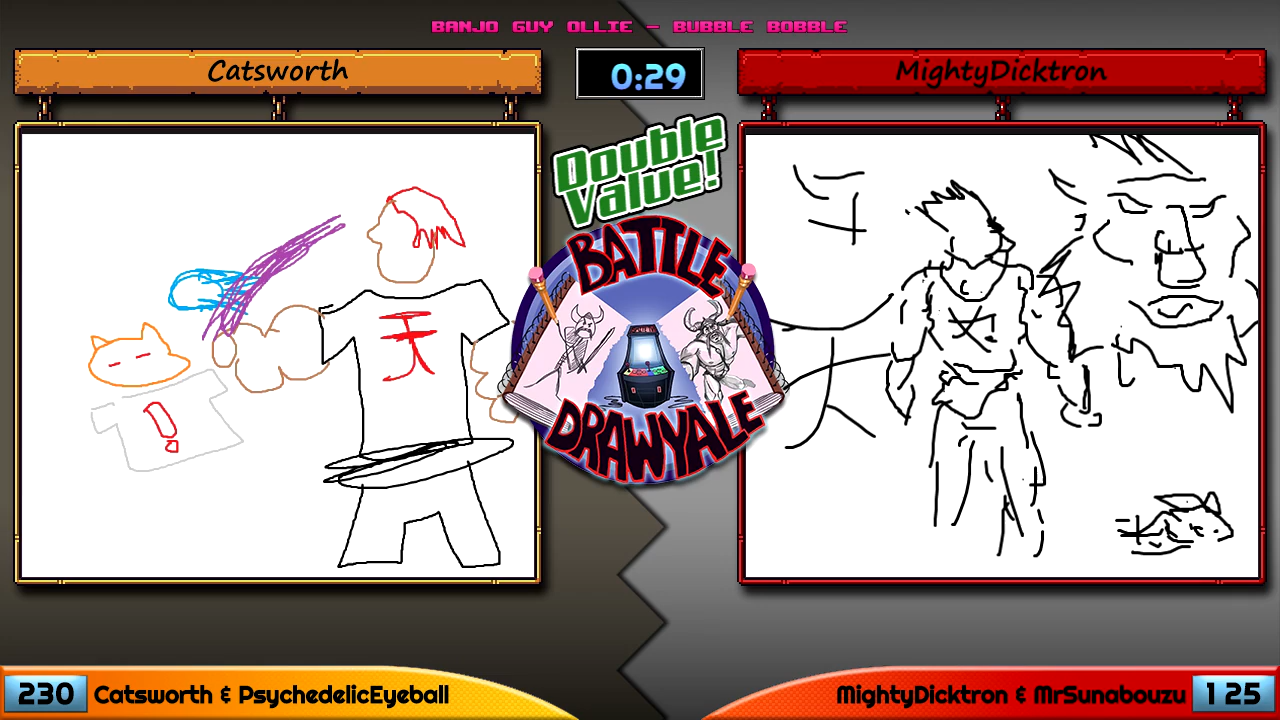 BANJO GUY OLLIE - BUBBLE BOBBLE
Catsworth
0:29
MightyDicktron
Double
Value!
BATTLE
DRAWYALE
天
!
230 Catsworth & PsychedelicEyeball
MightyDicktron & MrSunabouzu 125